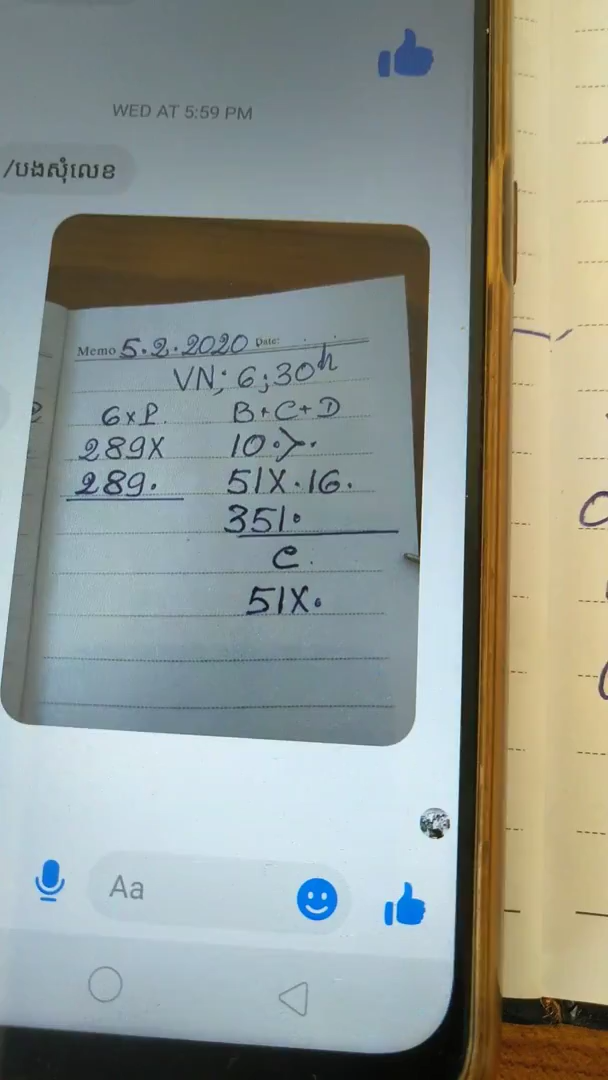 WED AT 5:59 PM
/បងសុំលេខ
Memo 5.2.2020 Date:
VN; 6;30h
6xP. B+C+D
289X 10.>.
289. 51X.16.
351.
C.
51X.
Aa